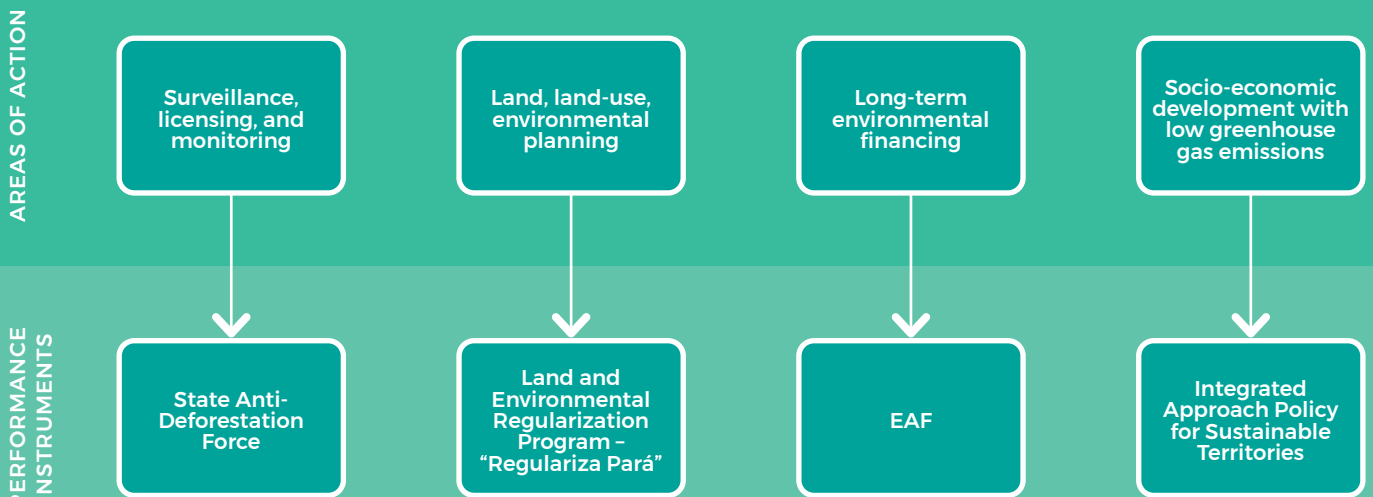 AREAS OF ACTION
Surveillance,
licensing, and
monitoring
Land, land-use,
environmental
planning
Long-term
environmental
financing
Socio-economic
development with
low greenhouse
gas emissions
PERFORMANCE
INSTRUMENTS
State Anti-
Deforestation
Force
Land and
Environmental
Regularization
Program –
“Regulariza Pará”
EAF
Integrated
Approach Policy
for Sustainable
Territories